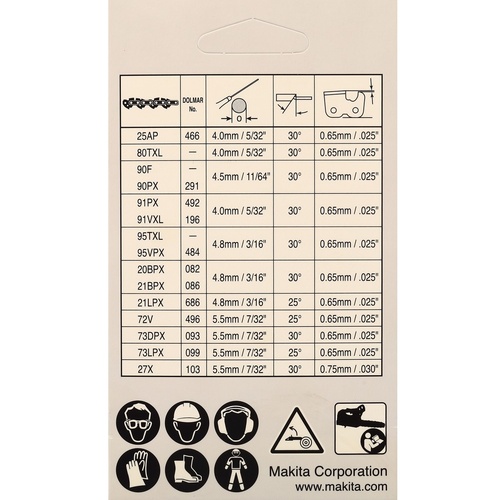 DOLMAR
No.
O
25AP 466 4.0mm / 5/32" 30° 0.65mm / .025"
80TXL – 4.0mm / 5/32" 30° 0.65mm / .025"
90F –
90PX 291 4.5mm / 11/64" 30° 0.65mm / .025"
91PX 492
91VXL 196 4.0mm / 5/32" 30° 0.65mm / .025"
95TXL –
95VPX 484 4.8mm / 3/16" 30° 0.65mm / .025"
20BPX 082
21BPX 086 4.8mm / 3/16" 30° 0.65mm / .025"
21LPX 686 4.8mm / 3/16" 25° 0.65mm / .025"
72V 496 5.5mm / 7/32" 25° 0.65mm / .025"
73DPX 093 5.5mm / 7/32" 30° 0.65mm / .025"
73LPX 099 5.5mm / 7/32" 25° 0.65mm / .025"
27X 103 5.5mm / 7/32" 30° 0.75mm / .030"
Makita Corporation
www.makita.com